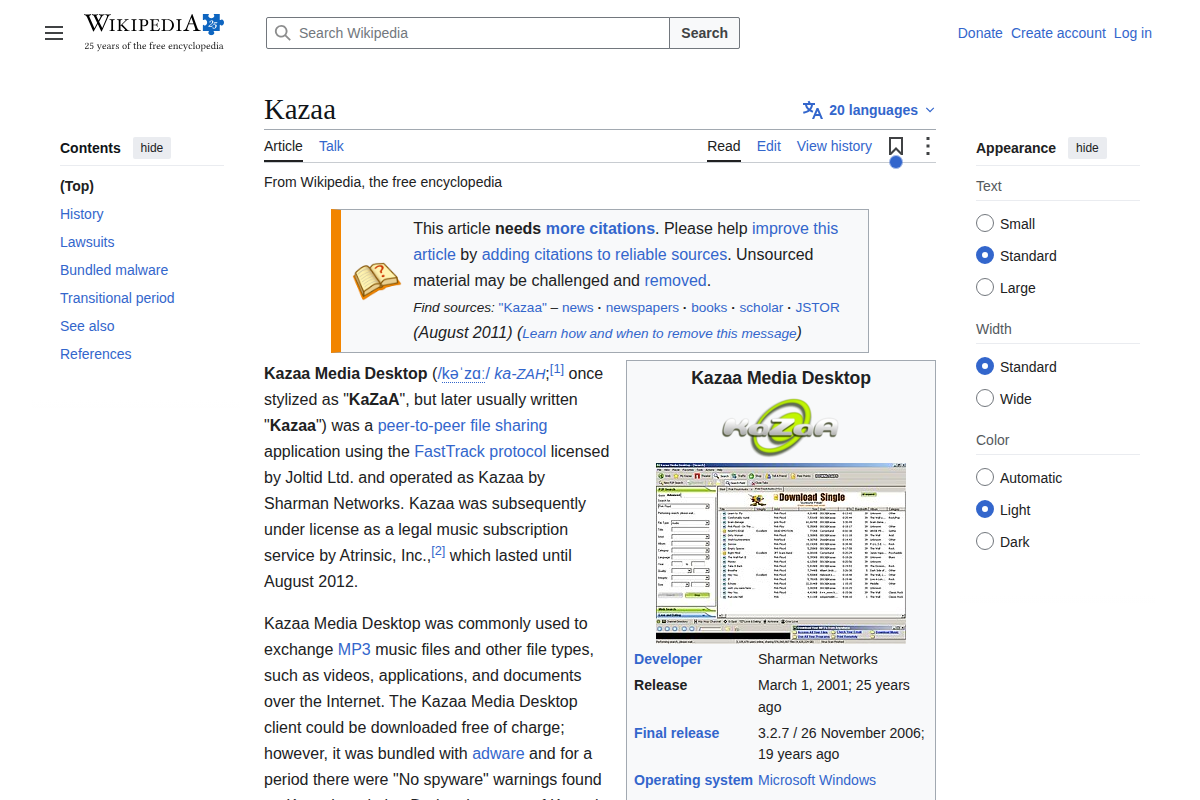 WIKIPEDIA 25
25 years of the free encyclopedia
Search Wikipedia
Search
Donate Create account Log in
Contents hide
(Top)
History
Lawsuits
Bundled malware
Transitional period
See also
References
Kazaa
20 languages
Article Talk
Read Edit View history
From Wikipedia, the free encyclopedia
This article needs more citations. Please help improve this
article by adding citations to reliable sources. Unsourced
material may be challenged and removed.
Find sources: "Kazaa" – news · newspapers · books · scholar · JSTOR
(August 2011) (Learn how and when to remove this message)
Kazaa Media Desktop (/kəˈzɑː/ ka-ZAH;[1] once
stylized as "KaZaA", but later usually written
"Kazaa") was a peer-to-peer file sharing
application using the FastTrack protocol licensed
by Joltid Ltd. and operated as Kazaa by
Sharman Networks. Kazaa was subsequently
under license as a legal music subscription
service by Atrinsic, Inc.,[2] which lasted until
August 2012.
Kazaa Media Desktop was commonly used to
exchange MP3 music files and other file types,
such as videos, applications, and documents
over the Internet. The Kazaa Media Desktop
client could be downloaded free of charge;
however, it was bundled with adware and for a
period there were "No spyware" warnings found
Kazaa Media Desktop
KaZaA
Download Single
Developer Sharman Networks
Release March 1, 2001; 25 years
ago
Final release 3.2.7 / 26 November 2006;
19 years ago
Operating system Microsoft Windows
Appearance hide
Text
Small
Standard
Large
Width
Standard
Wide
Color
Automatic
Light
Dark